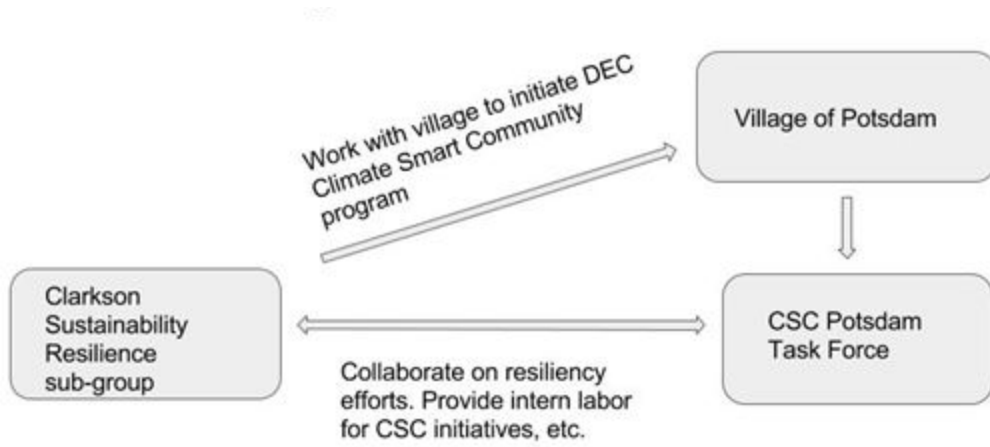 Work with village to initiate DEC
Climate Smart Community
program
Village of Potsdam
Clarkson
Sustainability
Resilience
sub-group
CSC Potsdam
Task Force
Collaborate on resiliency
efforts. Provide intern labor
for CSC initiatives, etc.